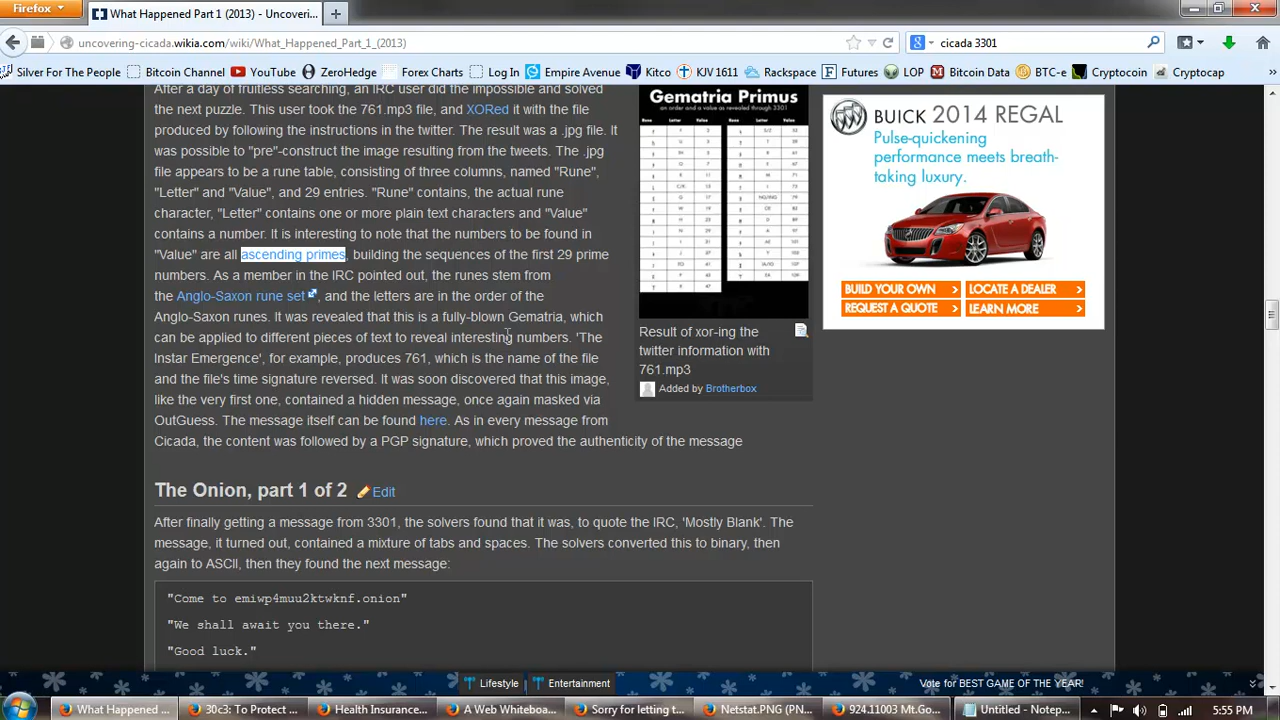 Firefox
What Happened Part 1 (2013) - Uncoveri...
uncovering-cicada.wikia.com/wiki/What_Happened_Part_1_(2013)
cicada 3301
Silver For The People
Bitcoin Channel
YouTube
ZeroHedge
Forex Charts
Log In
Empire Avenue
Kitco
KJV 1611
Rackspace
Futures
LOP
Bitcoin Data
BTC-e
Cryptocoin
Cryptocap
After a day of fruitless searching, an IRC user did the impossible and solved
the next puzzle. This user took the 761.mp3 file, and XORed it with the file
produced by following the instructions in the twitter. The result was a .jpg file. It
was possible to "pre"-construct the image resulting from the tweets. The .jpg
file appears to be a rune table, consisting of three columns, named "Rune",
"Letter" and "Value", and 29 entries. "Rune" contains, the actual rune
character, "Letter" contains one or more plain text characters and "Value"
contains a number. It is interesting to note that the numbers to be found in
"Value" are all asending primes, building the sequences of the first 29 prime
numbers. As a member in the IRC pointed out, the runes stem from
the Anglo-Saxon rune set , and the letters are in the order of the
Anglo-Saxon runes. It was revealed that this is a fully-blown Gematria, which
can be applied to different pieces of text to reveal interesting numbers. 'The
Instar Emergence', for example, produces 761, which is the name of the file
and the file's time signature reversed. It was soon discovered that this image,
like the very first one, contained a hidden message, once again masked via
OutGuess. The message itself can be found here. As in every message from
Cicada, the content was followed by a PGP signature, which proved the authenticity of the message
Gematria Primus
an order and a value as revealed through 3301
Rune Letter Value Rune Letter Value
Result of xor-ing the
twitter information with
761.mp3
Added by Brotherbox
BUICK 2014 REGAL
Pulse-quickening
performance meets breath-
taking luxury.
BUILD YOUR OWN >
LOCATE A DEALER >
REQUEST A QUOTE >
LEARN MORE >
The Onion, part 1 of 2
Edit
After finally getting a message from 3301, the solvers found that it was, to quote the IRC, 'Mostly Blank'. The
message, it turned out, contained a mixture of tabs and spaces. The solvers converted this to binary, then
again to ASCII, then they found the next message:
"Come to emiwp4muu2ktwknf.onion"
"We shall await you there."
"Good luck."
Lifestyle
Entertainment
Vote for BEST GAME OF THE YEAR!
What Happened ...
30c3: To Protect ...
Health Insurance...
A Web Whiteboa...
Sorry for letting t...
Netstat.PNG (PN...
924.11003 Mt.Go...
Untitled - Notep...
5:55 PM